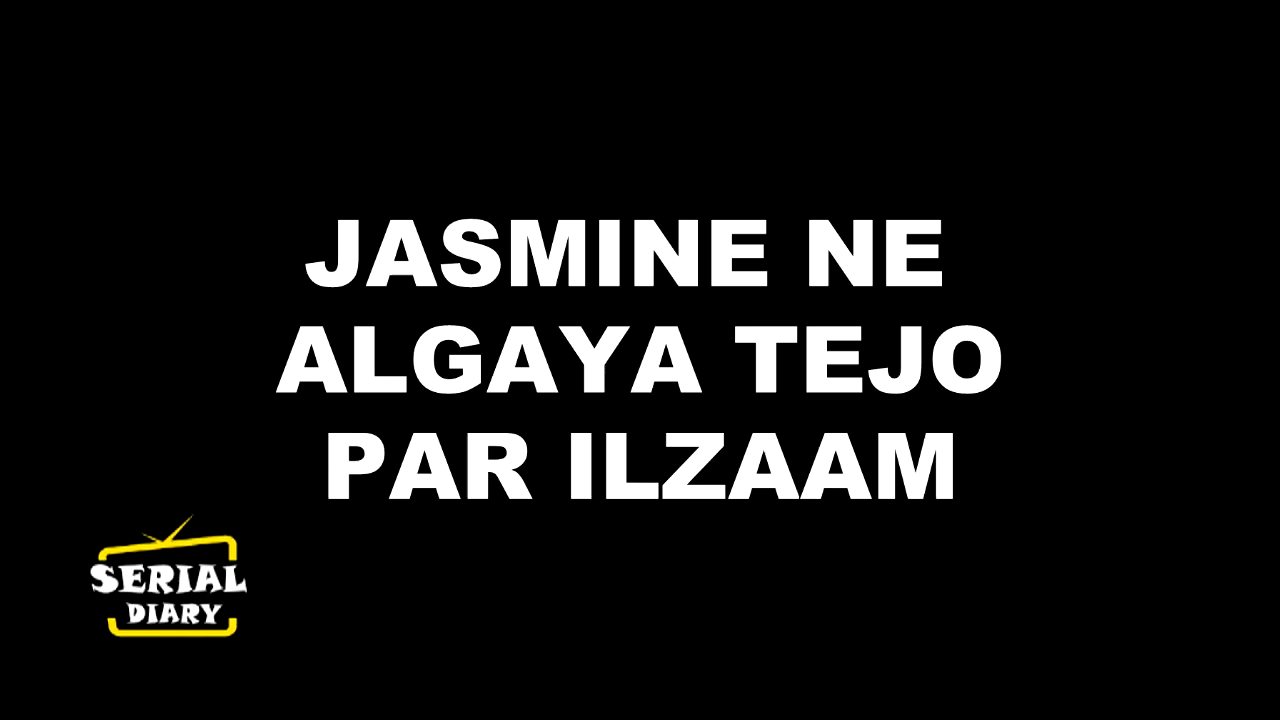 JASMINE NE
ALGAYA TEJO
PAR ILZAAM
SERIAL
DIARY